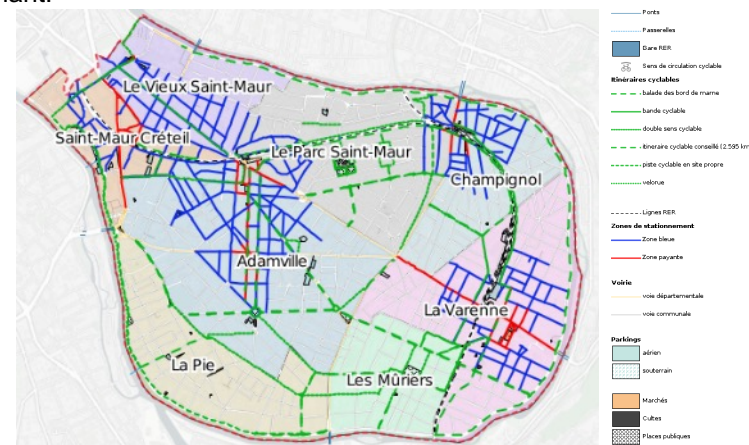 Le Vieux Saint-Maur
Saint-Maur Créteil
Le Parc Saint-Maur
Champignol
Adamville
La Varenne
La Pie
Les Mûriers
Ponts
Passerelles
Gare RER
Sens de circulation cyclable
Itinéraires cyclables
balade des bord de marne
bande cyclable
double sens cyclable
itineraire cyclable conseillé (2.595 km
piste cyclable en site propre
velorue
Lignes RER
Zones de stationnement
Zone bleue
Zone payante
Voirie
voie départementale
voie communale
Parkings
aérien
souterrain
Marchés
Cultes
Places publiques